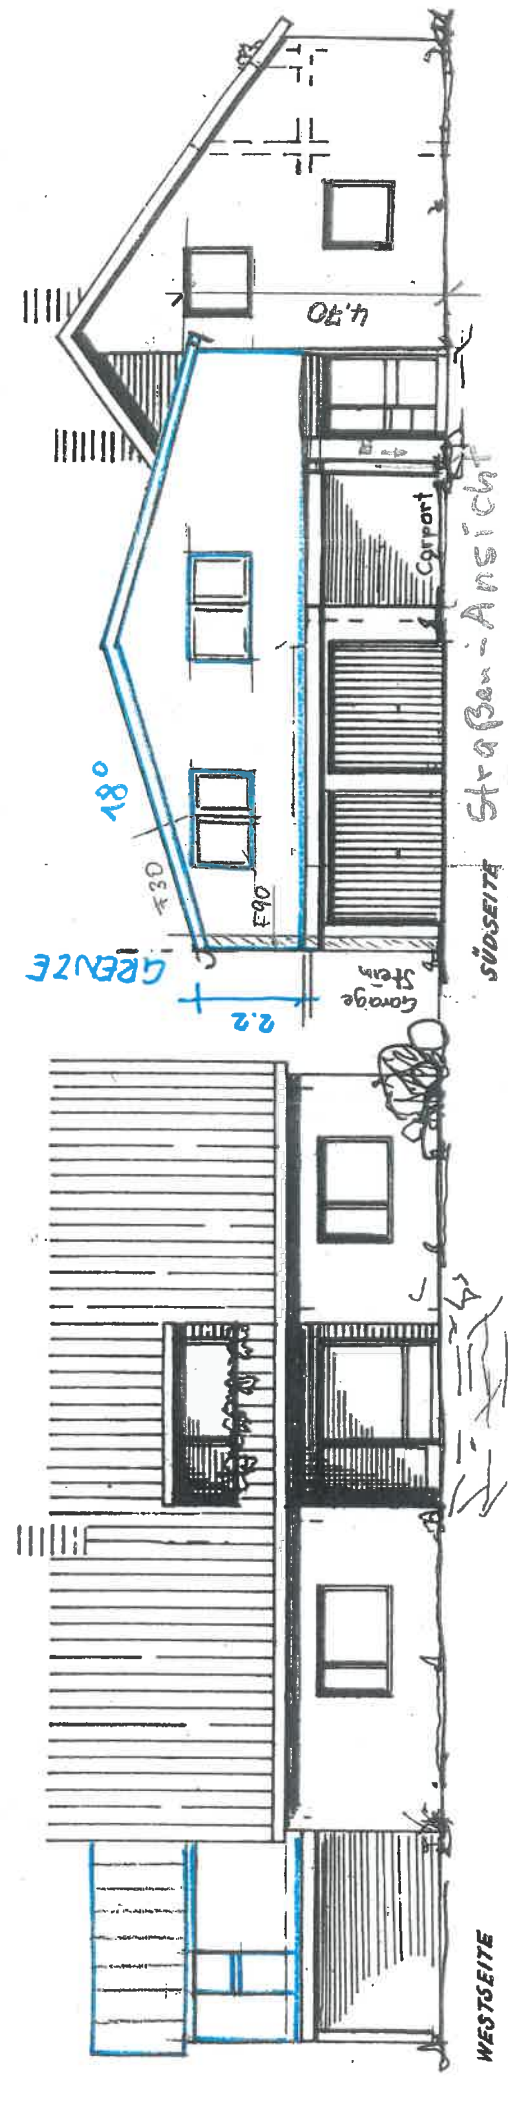 4.70
18°
F30
F90
GRENZE
2.2
Garage
Stein
Carport
Straßen-Ansicht
SÜDSEITE
WESTSEITE